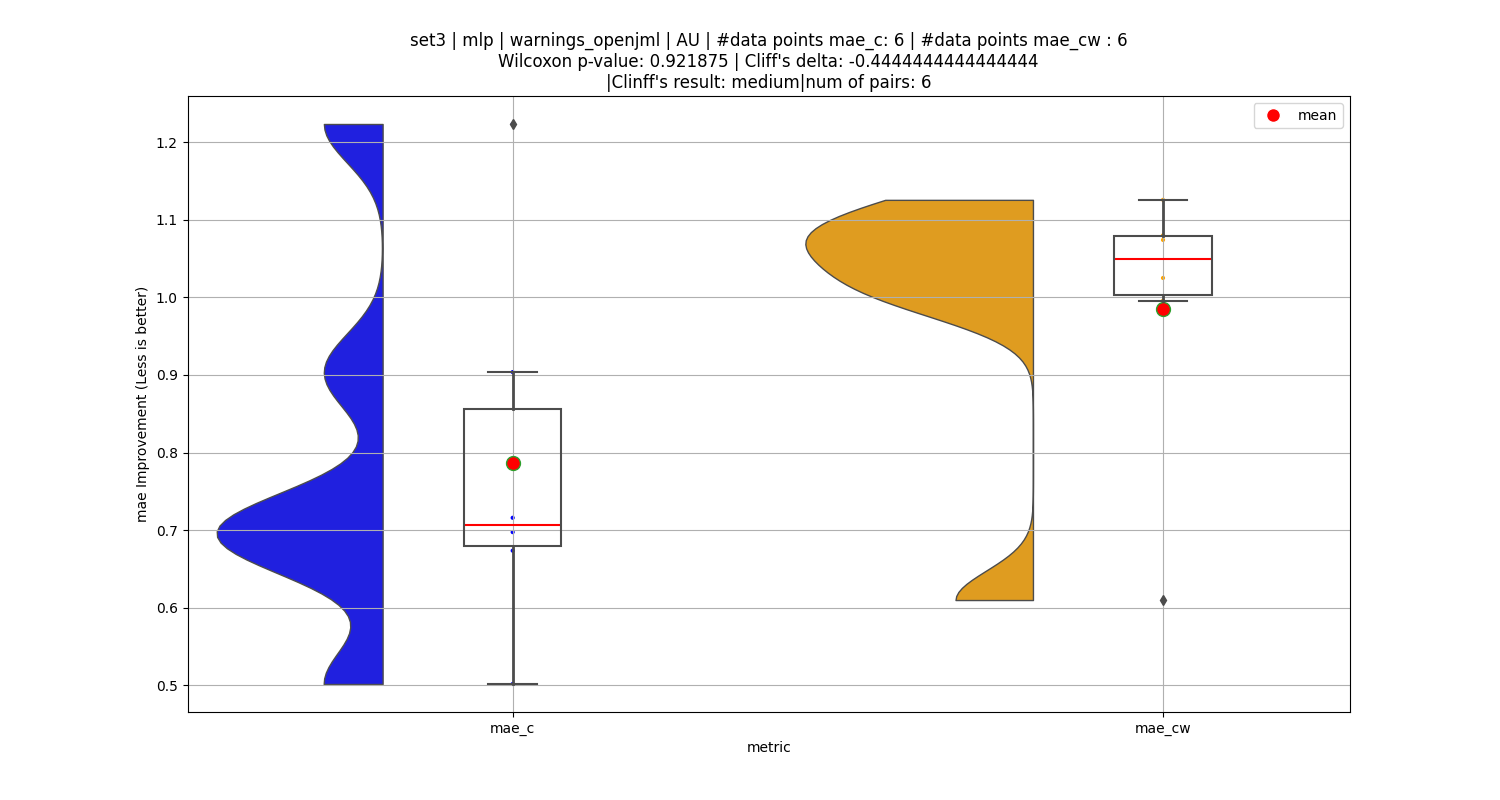 set3 | mlp | warnings_openjml | AU | #data points mae_c: 6 | #data points mae_cw : 6
Wilcoxon p-value: 0.921875 | Cliff's delta: -0.4444444444444444
|Clinff's result: medium|num of pairs: 6
mean
1.2
1.1
1.0
0.9
0.8
0.7
0.6
0.5
mae Improvement (Less is better)
mae_c
mae_cw
metric